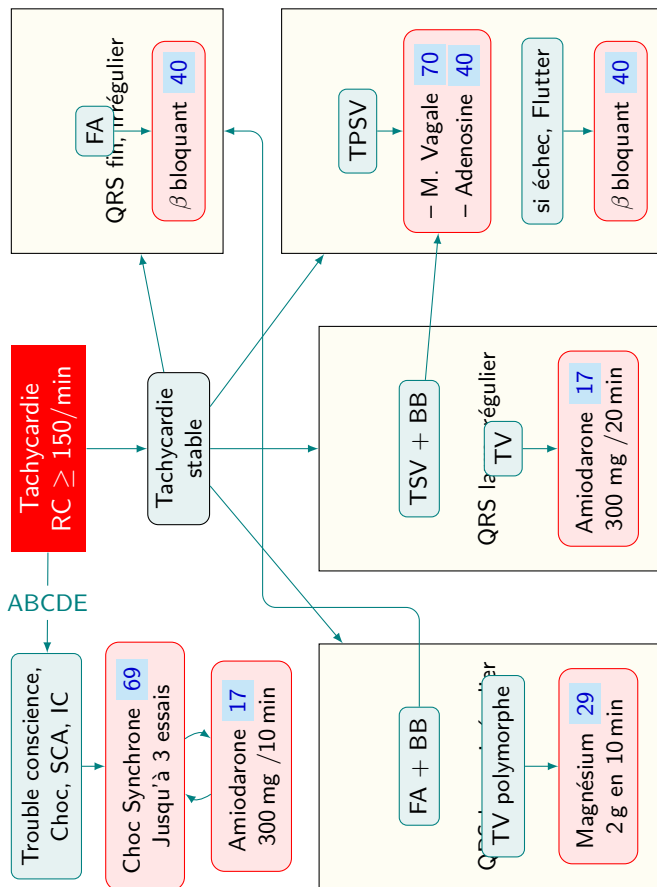 Trouble conscience,
Choc, SCA, IC
ABCDE
Tachycardie
RC ≥ 150/min
Choc Synchrone 69
Jusqu'à 3 essais
Amiodarone 17
300 mg /10 min
Tachycardie
stable
FA
QRS fin, irrégulier
β bloquant 40
FA + BB
QRS
TV polymorphe
Magnésium 29
2 g en 10 min
TSV + BB
QRS régulier
TV
Amiodarone 17
300 mg /20 min
TPSV
– M. Vagale 70
– Adenosine 40
si échec, Flutter
β bloquant 40